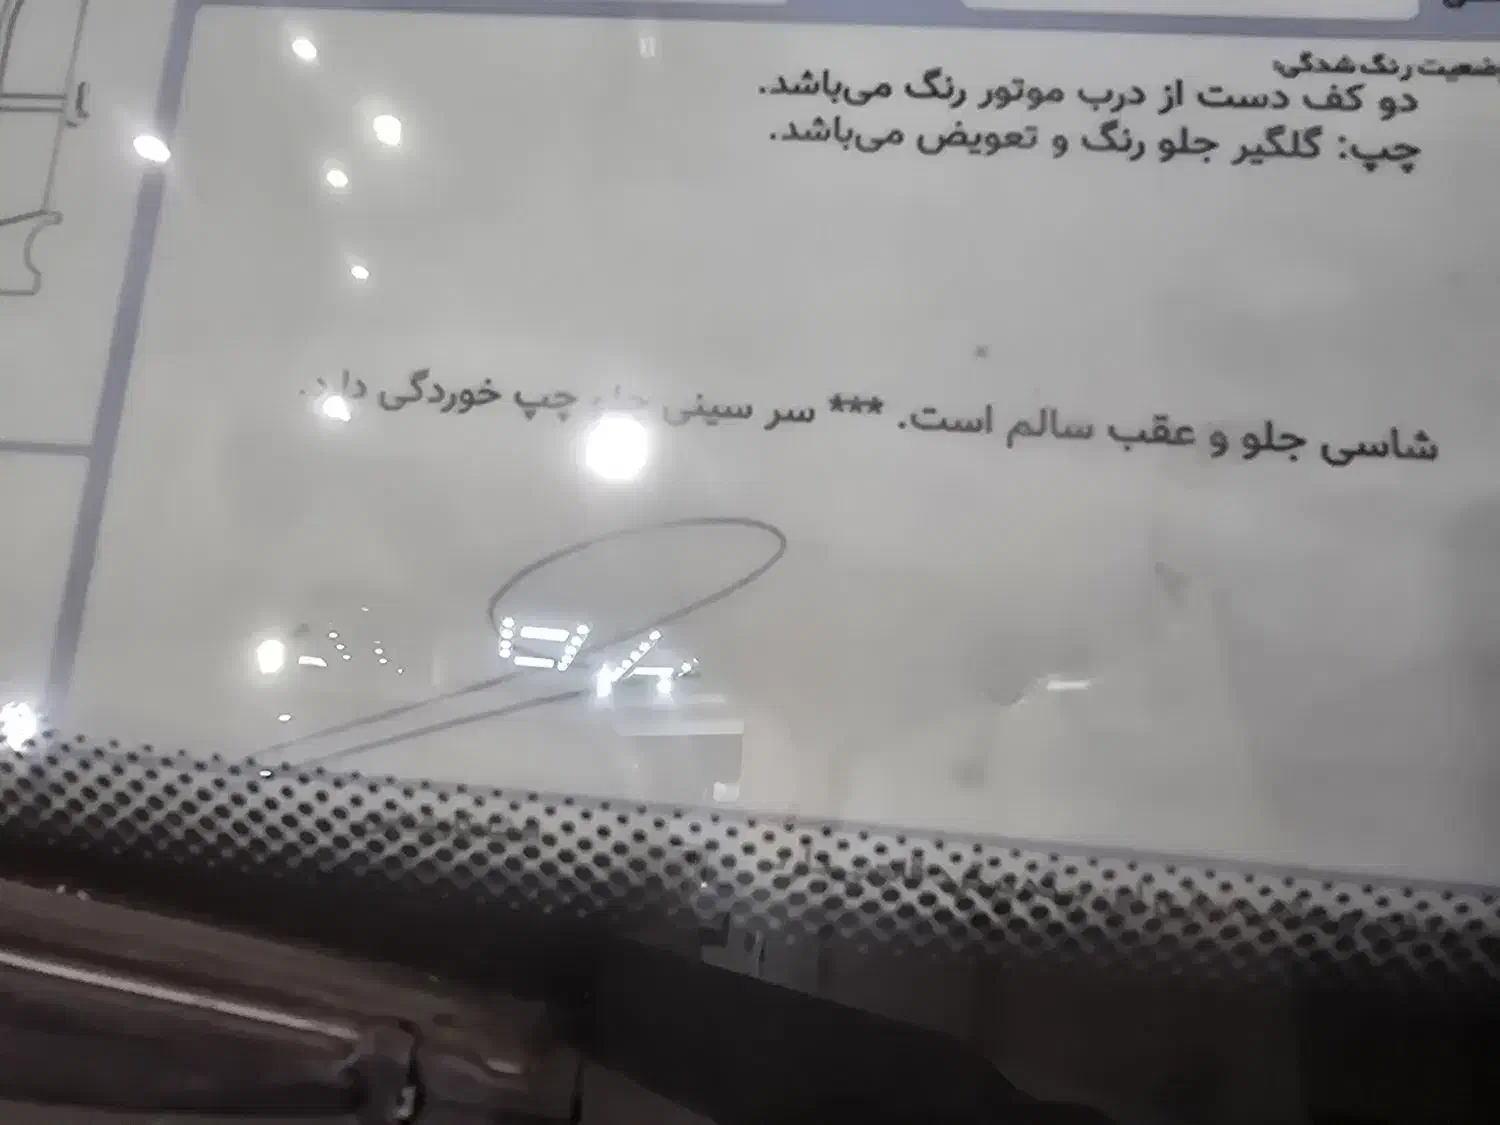 وضعیت رنگ شدگی:
دو کف دست از درب موتور رنگ می‌باشد.
چپ: گلگیر جلو رنگ و تعویض می‌باشد.
شاسی جلو و عقب سالم است. *** سر سینی چپ خوردگی دارد.